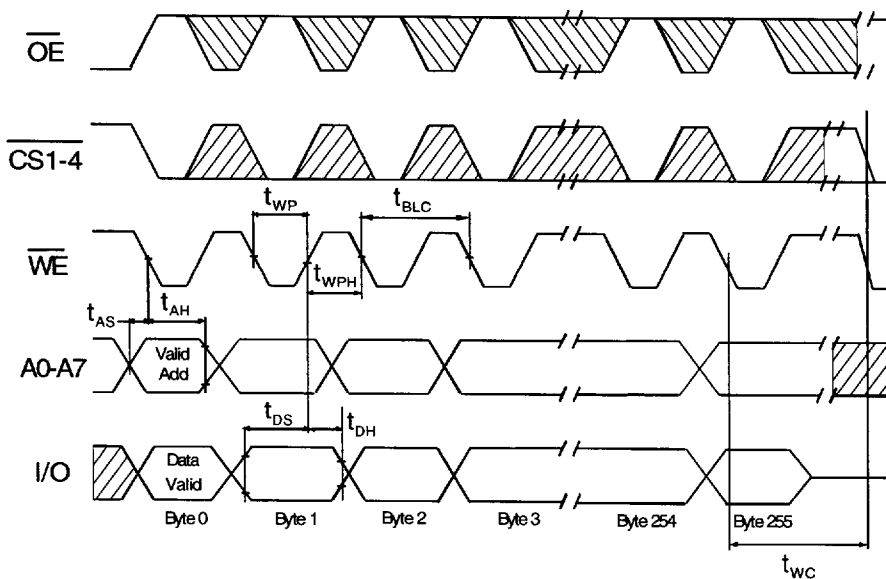 OE
CS1-4
tWP
tBLC
WE
tWPH
tAS
tAH
A0-A7
Valid
Add
tDS
tDH
I/O
Data
Valid
Byte 0
Byte 1
Byte 2
Byte 3
Byte 254
Byte 255
tWC